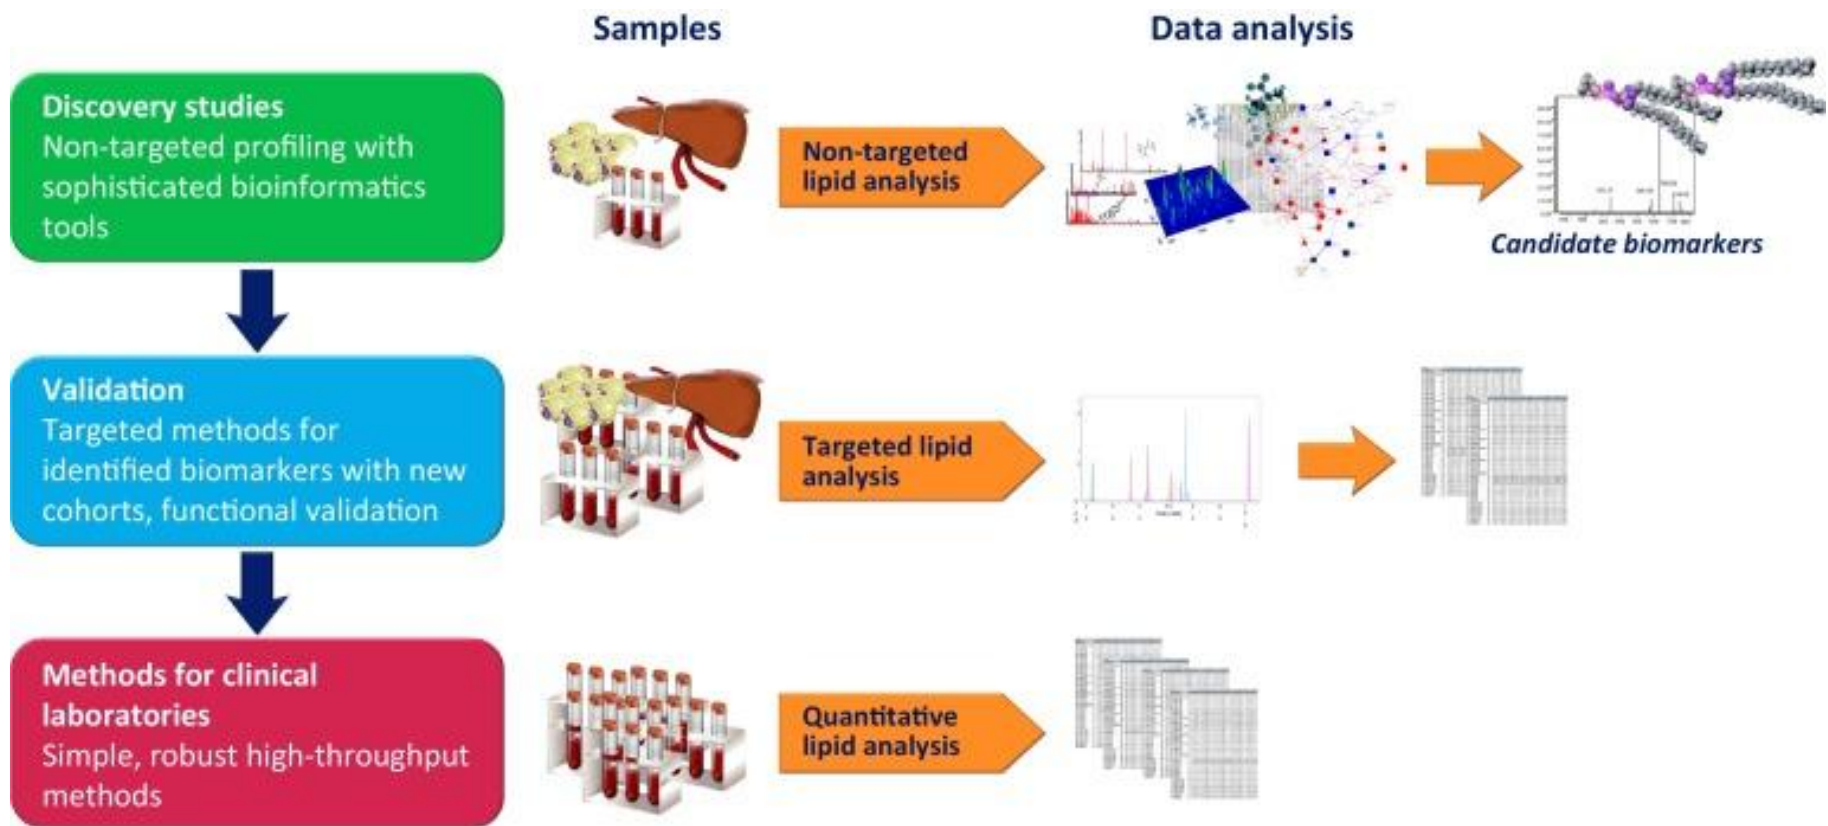 Samples
Data analysis
Discovery studies
Non-targeted profiling with
sophisticated bioinformatics
tools
Non-targeted
lipid analysis
Candidate biomarkers
Validation
Targeted methods for
identified biomarkers with new
cohorts, functional validation
Targeted lipid
analysis
Methods for clinical
laboratories
Simple, robust high-throughput
methods
Quantitative
lipid analysis